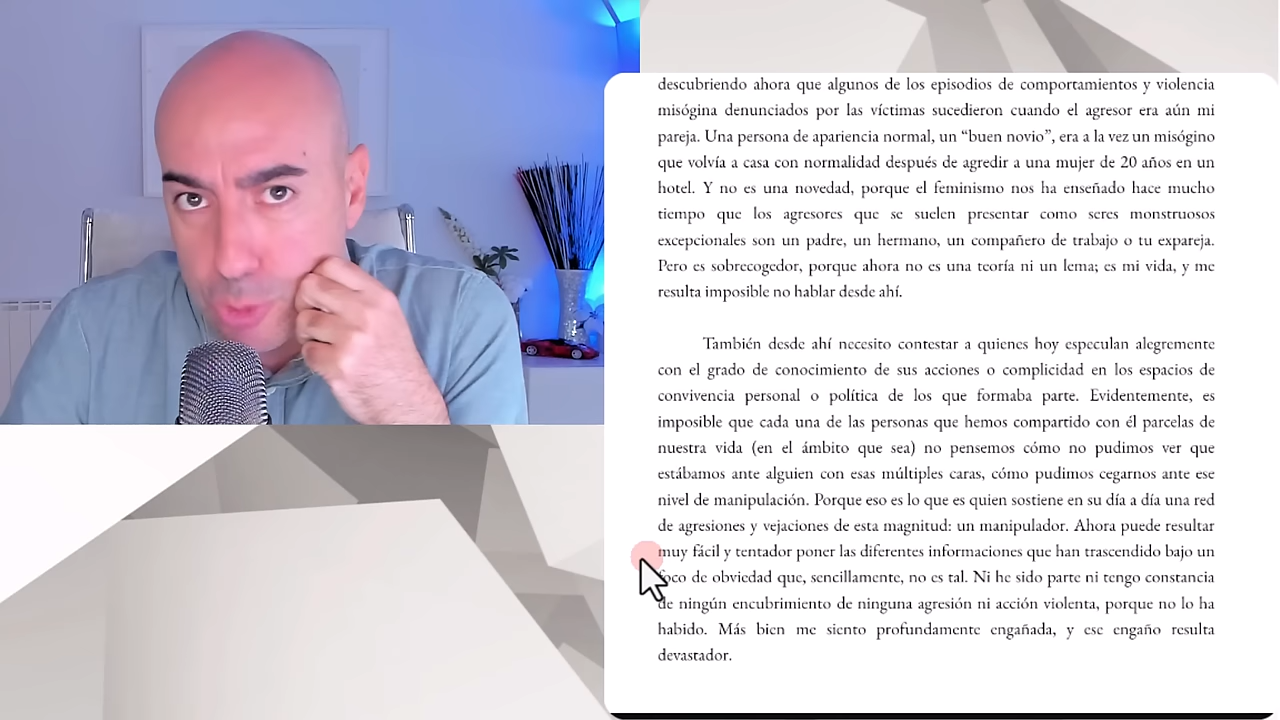 descubriendo ahora que algunos de los episodios de comportamientos y violencia
misógina denunciados por las víctimas sucedieron cuando el agresor era aún mi
pareja. Una persona de apariencia normal, un “buen novio”, era a la vez un misógino
que volvía a casa con normalidad después de agredir a una mujer de 20 años en un
hotel. Y no es una novedad, porque el feminismo nos ha enseñado hace mucho
tiempo que los agresores que se suelen presentar como seres monstruosos
excepcionales son un padre, un hermano, un compañero de trabajo o tu expareja.
Pero es sobrecogedor, porque ahora no es una teoría ni un lema; es mi vida, y me
resulta imposible no hablar desde ahí.
También desde ahí necesito contestar a quienes hoy especulan alegremente
con el grado de conocimiento de sus acciones o complicidad en los espacios de
convivencia personal o política de los que formaba parte. Evidentemente, es
imposible que cada una de las personas que hemos compartido con él parcelas de
nuestra vida (en el ámbito que sea) no pensemos cómo no pudimos ver que
estábamos ante alguien con esas múltiples caras, cómo pudimos cegarnos ante ese
nivel de manipulación. Porque eso es lo que es quien sostiene en su día a día una red
de agresiones y vejaciones de esta magnitud: un manipulador. Ahora puede resultar
muy fácil y tentador poner las diferentes informaciones que han trascendido bajo un
foco de obviedad que, sencillamente, no es tal. Ni he sido parte ni tengo constancia
de ningún encubrimiento de ninguna agresión ni acción violenta, porque no lo ha
habido. Más bien me siento profundamente engañada, y ese engaño resulta
devastador.